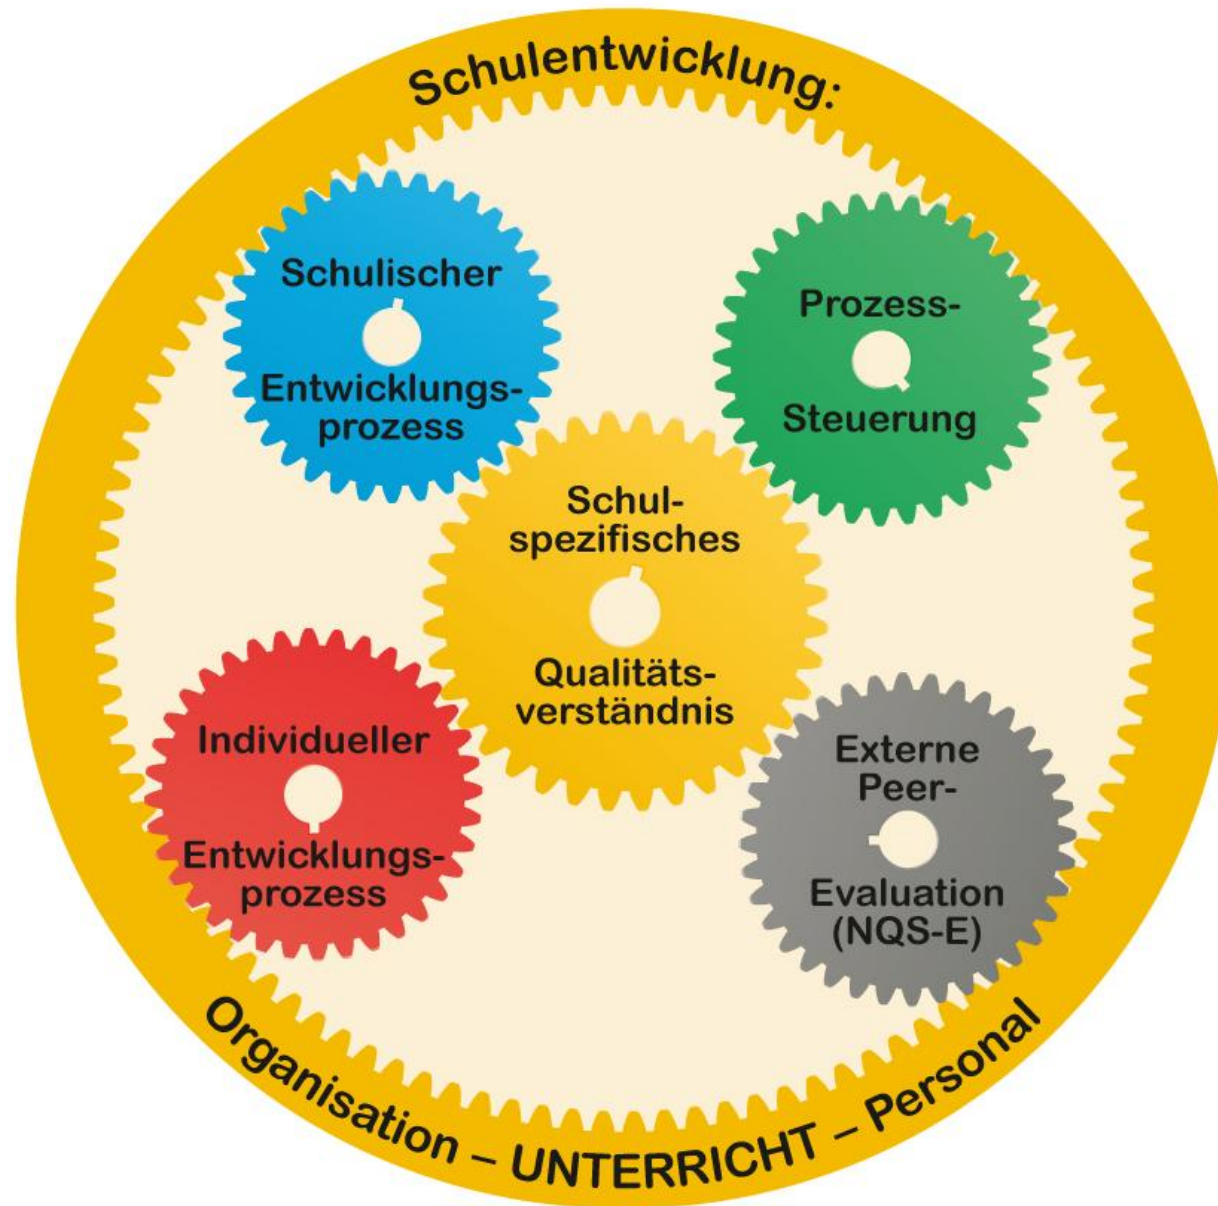 Schulentwicklung:
Schulischer
Entwicklungs-
prozess
Prozess-
Steuerung
Schul-
spezifisches
Qualitäts-
verständnis
Individueller
Entwicklungs-
prozess
Externe
Peer-
Evaluation
(NQS-E)
Organisation – UNTERRICHT – Personal